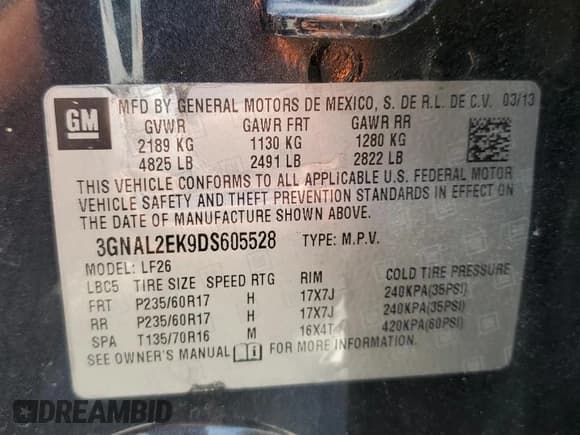 GM
MFD BY GENERAL MOTORS DE MEXICO, S. DE R.L. DE C.V. 03/13
GVWR GAWR FRT GAWR RR
2189 KG 1130 KG 1280 KG
4825 LB 2491 LB 2822 LB
THIS VEHICLE CONFORMS TO ALL APPLICABLE U.S. FEDERAL MOTOR
VEHICLE SAFETY AND THEFT PREVENTION STANDARDS IN EFFECT ON
THE DATE OF MANUFACTURE SHOWN ABOVE.
3GNAL2EK9DS605528 TYPE: M.P.V.
MODEL: LF26
LBC5 TIRE SIZE SPEED RTG RIM COLD TIRE PRESSURE
FRT P235/60R17 H 17X7J 240KPA(35PSI)
RR P235/60R17 H 17X7J 240KPA(35PSI)
SPA T135/70R16 M 16X4T 420KPA(60PSI)
SEE OWNER'S MANUAL FOR MORE INFORMATION.
DREAMBID